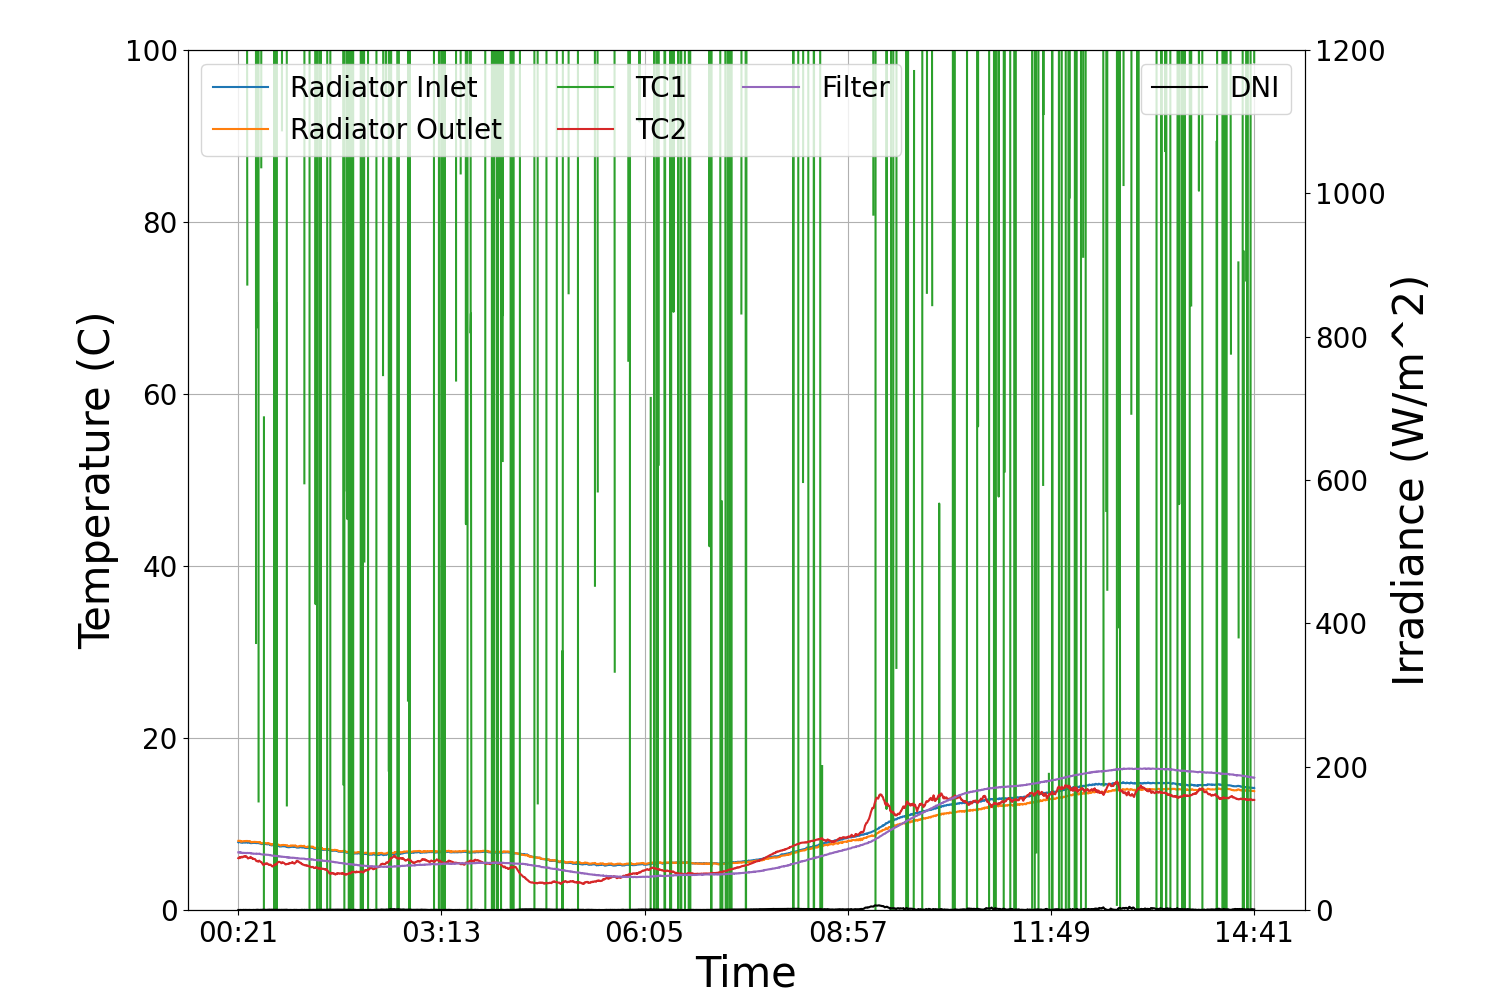 100
80
60
40
20
0
Temperature (C)
Radiator Inlet
Radiator Outlet
TC1
TC2
Filter
DNI
1200
1000
800
600
400
200
0
Irradiance (W/m^2)
00:21 03:13 06:05 08:57 11:49 14:41
Time